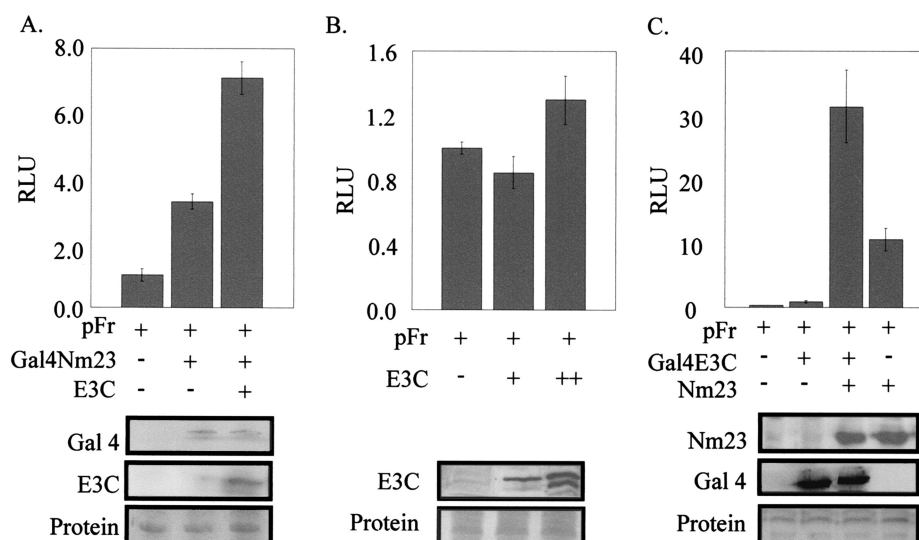 A.
8.0
6.0
4.0
2.0
0.0
RLU
pFr + + +
Gal4Nm23 - + +
E3C - - +
Gal 4
E3C
Protein
B.
1.6
1.2
0.8
0.4
0.0
RLU
pFr + + +
E3C - + ++
E3C
Protein
C.
40
30
20
10
0
RLU
pFr + + + +
Gal4E3C - + + -
Nm23 - - + +
Nm23
Gal 4
Protein